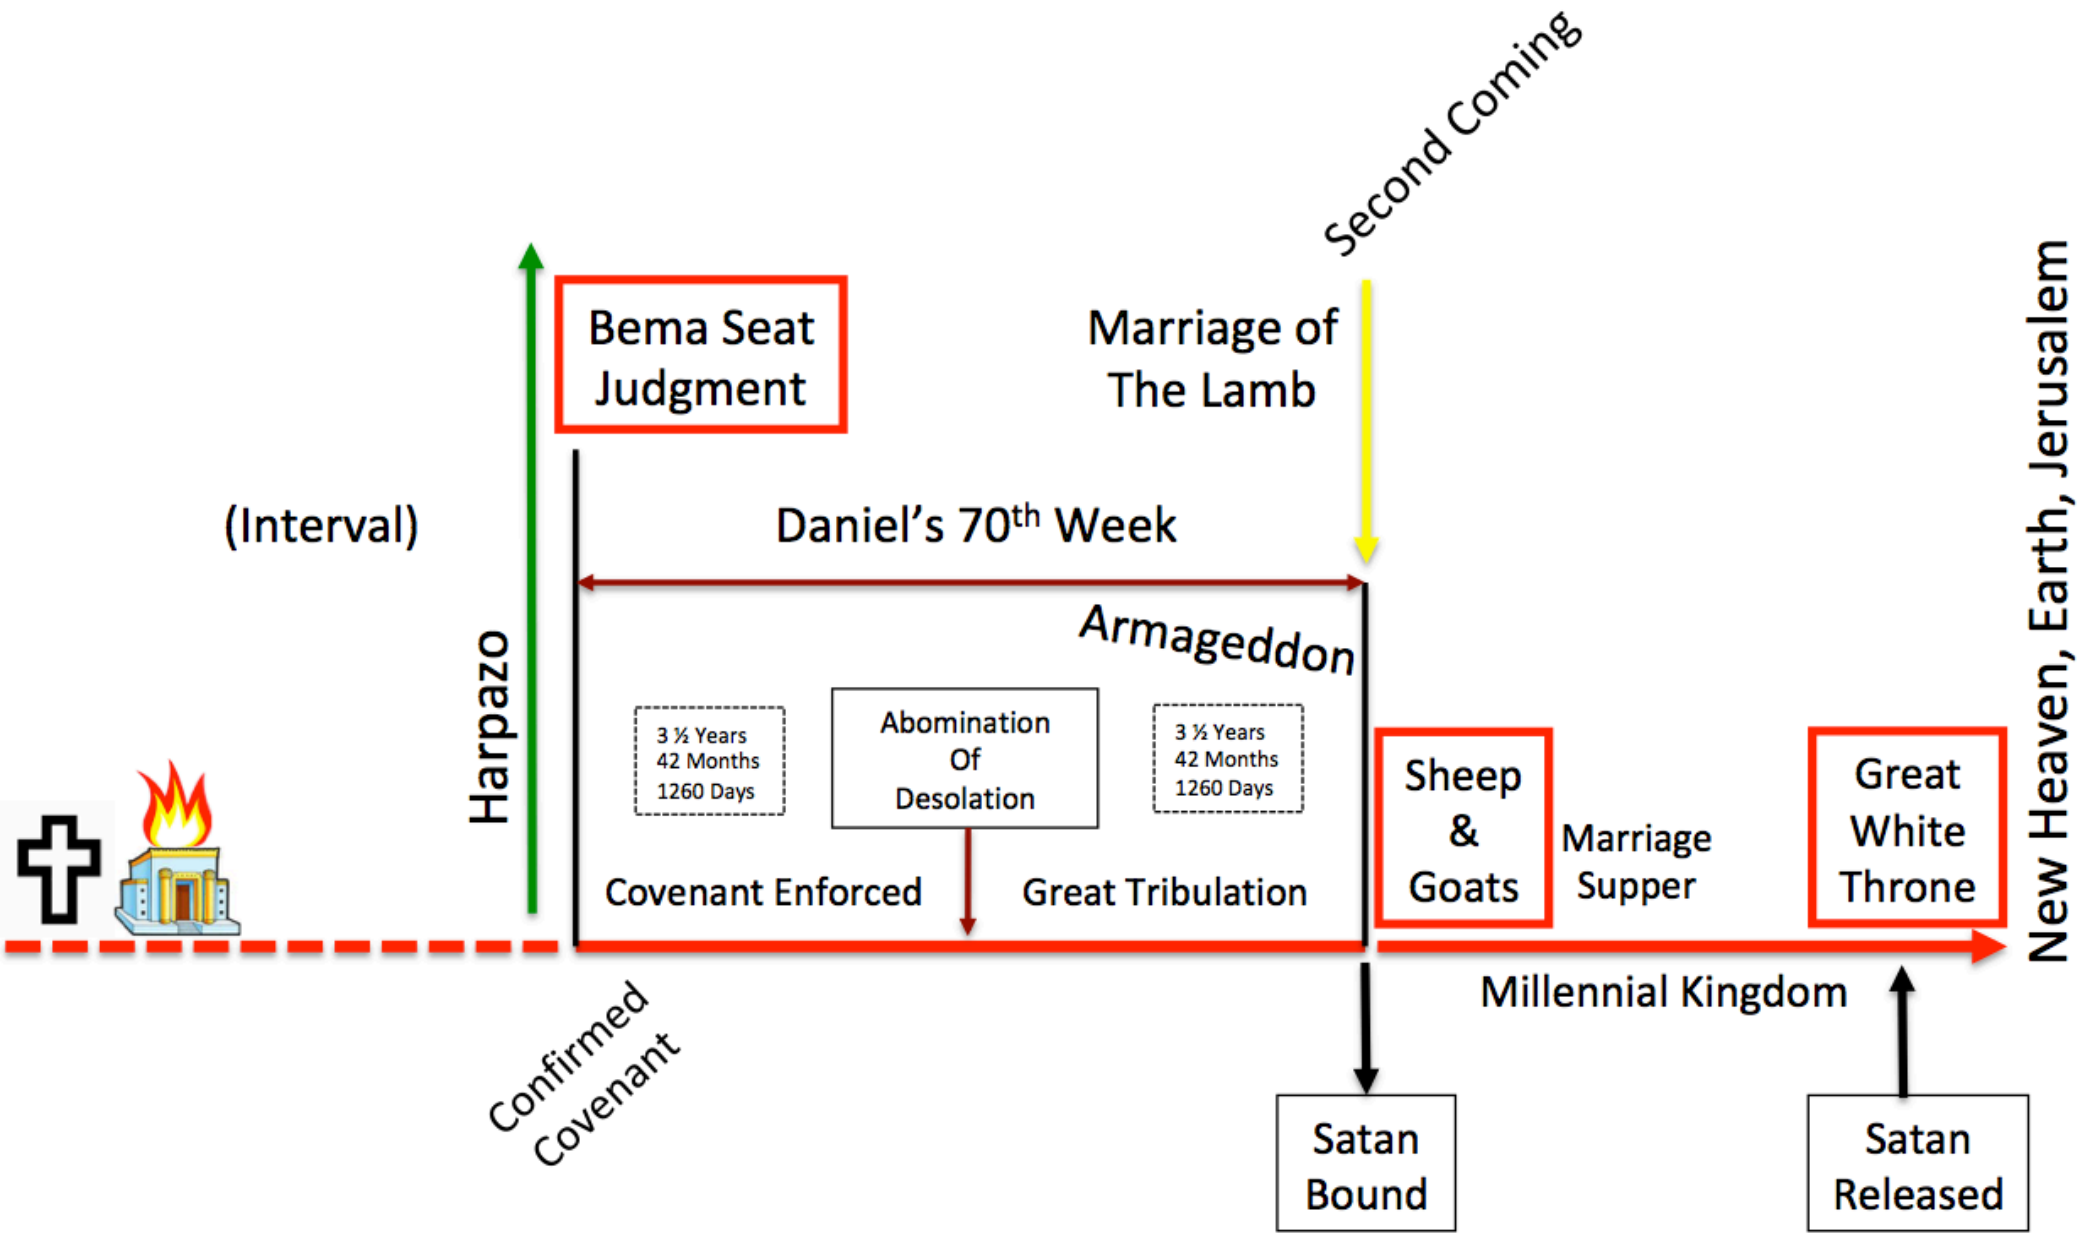 Second Coming
Bema Seat
Judgment
Marriage of
The Lamb
(Interval)
Daniel’s 70th Week
Harpazo
Armageddon
3 ½ Years
42 Months
1260 Days
Abomination
Of
Desolation
3 ½ Years
42 Months
1260 Days
Covenant Enforced
Great Tribulation
Sheep
&
Goats
Marriage
Supper
Great
White
Throne
New Heaven, Earth, Jerusalem
Confirmed
Covenant
Millennial Kingdom
Satan
Bound
Satan
Released